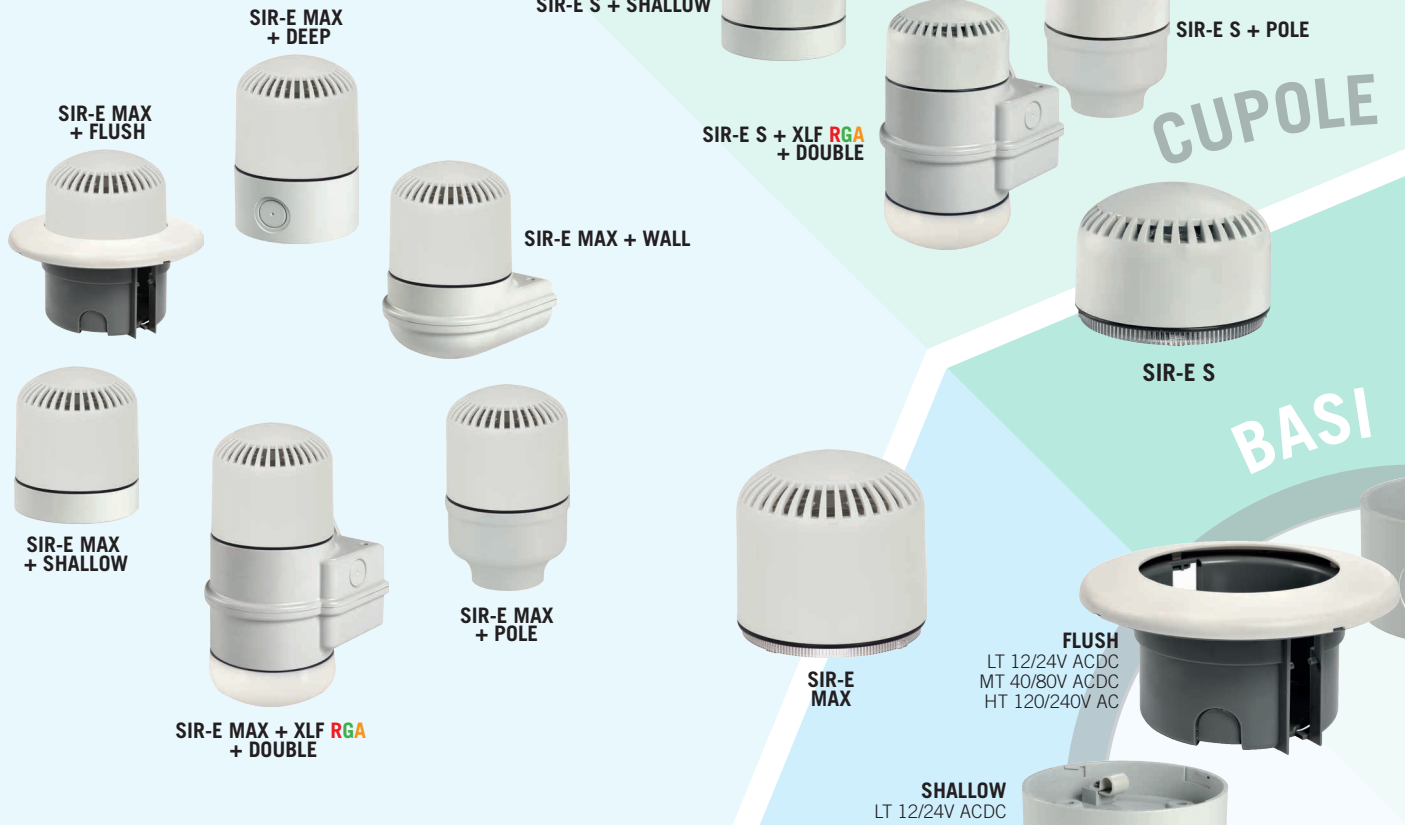 SIR-E MAX
+ DEEP
SIR-E S + SHALLOW
SIR-E S + POLE
SIR-E MAX
+ FLUSH
SIR-E S + XLF RGA
+ DOUBLE
CUPOLE
SIR-E MAX + WALL
SIR-E S
BASI
SIR-E MAX
+ SHALLOW
SIR-E MAX
+ POLE
SIR-E MAX + XLF RGA
+ DOUBLE
SIR-E
MAX
FLUSH
LT 12/24V ACDC
MT 40/80V ACDC
HT 120/240V AC
SHALLOW
LT 12/24V ACDC